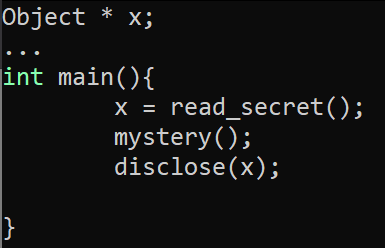 Object * x;
...
int main(){
        x = read_secret();
        mystery();
        disclose(x);
}